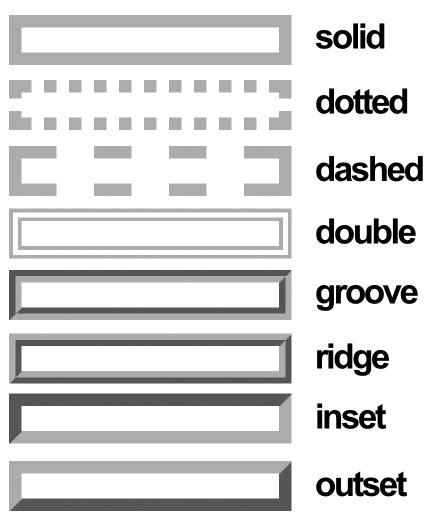 solid
dotted
dashed
double
groove
ridge
inset
outset